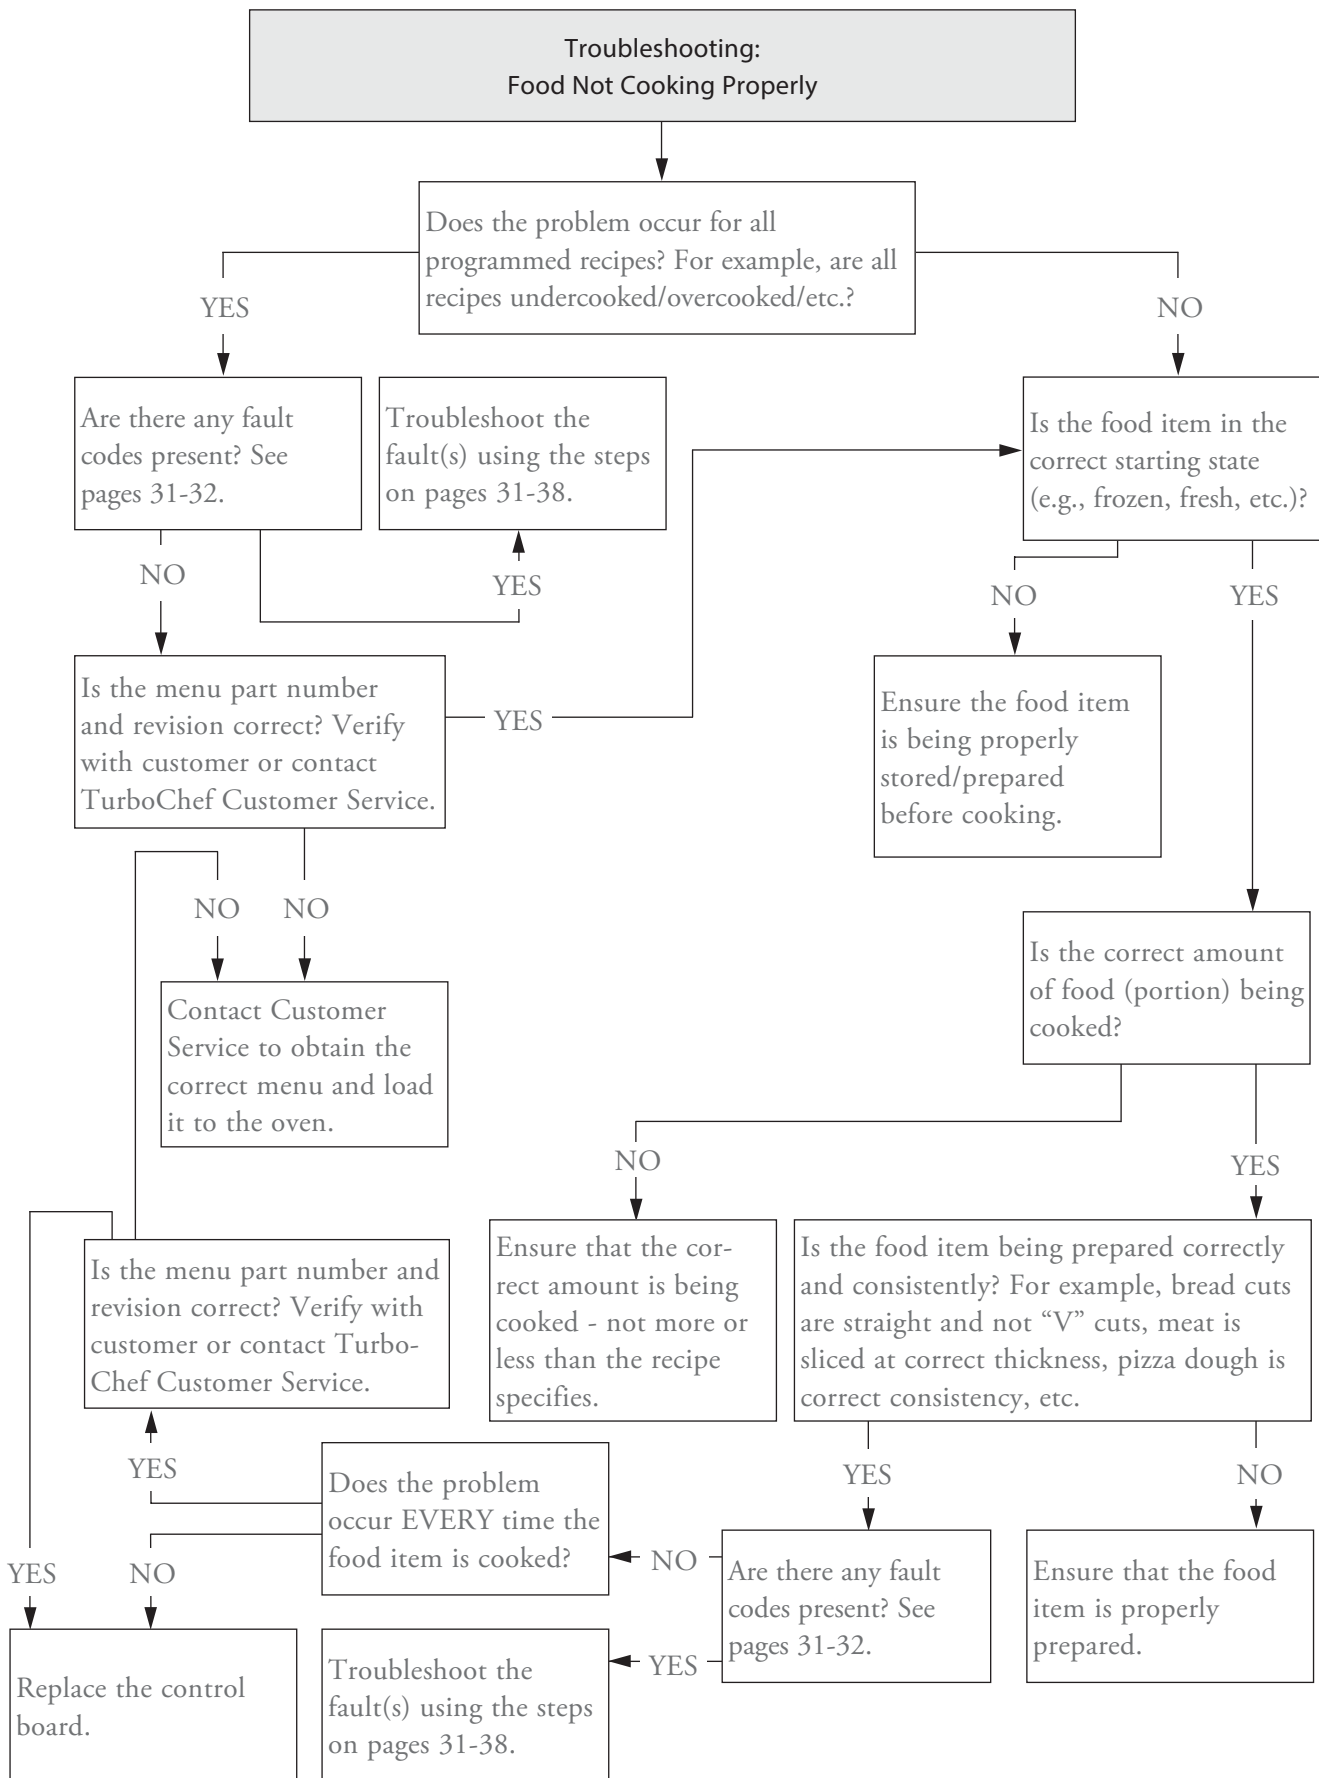 Troubleshooting:
Food Not Cooking Properly
Does the problem occur for all
programmed recipes? For example, are all
recipes undercooked/overcooked/etc.?
YES
NO
Are there any fault
codes present? See
pages 31-32.
Troubleshoot the
fault(s) using the steps
on pages 31-38.
Is the food item in the
correct starting state
(e.g., frozen, fresh, etc.)?
NO
YES
NO
YES
Is the menu part number
and revision correct? Verify
with customer or contact
TurboChef Customer Service.
YES
Ensure the food item
is being properly
stored/prepared
before cooking.
NO
NO
Contact Customer
Service to obtain the
correct menu and load
it to the oven.
Is the correct amount
of food (portion) being
cooked?
NO
YES
Is the menu part number and
revision correct? Verify with
customer or contact Turbo-
Chef Customer Service.
Ensure that the cor-
rect amount is being
cooked - not more or
less than the recipe
specifies.
Is the food item being prepared correctly
and consistently? For example, bread cuts
are straight and not “V” cuts, meat is
sliced at correct thickness, pizza dough is
correct consistency, etc.
YES
Does the problem
occur EVERY time the
food item is cooked?
YES
NO
YES
NO
NO
Are there any fault
codes present? See
pages 31-32.
Ensure that the food
item is properly
prepared.
YES
Replace the control
board.
Troubleshoot the
fault(s) using the steps
on pages 31-38.